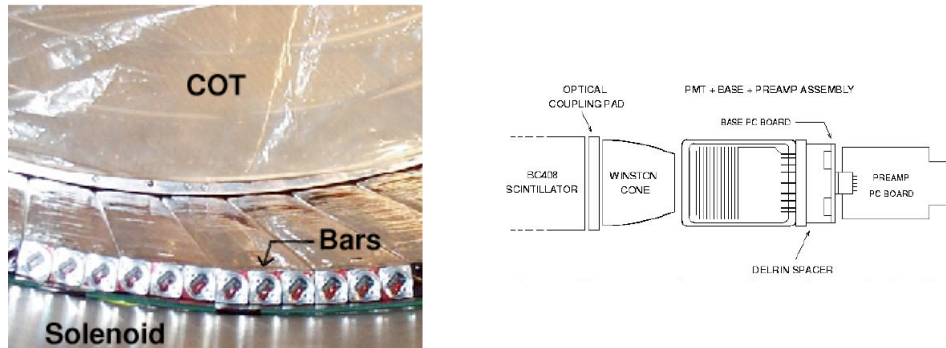 COT
Bars
Solenoid
OPTICAL
COUPLING PAD
PMT + BASE + PREAMP ASSEMBLY
BASE PC BOARD
BC408
SCINTILLATOR
WINSTON
CONE
PREAMP
PC BOARD
DELRIN SPACER